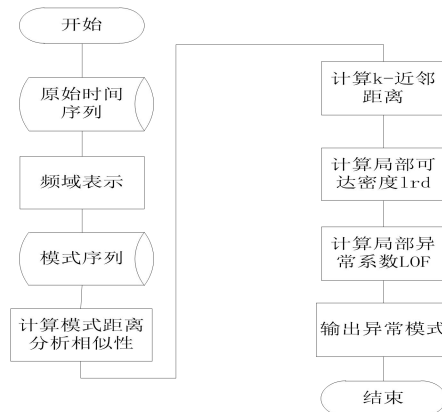 开始
原始时间
序列
频域表示
模式序列
计算模式距离
分析相似性
计算k-近邻
距离
计算局部可
达密度lrd
计算局部异
常系数LOF
输出异常模式
结束